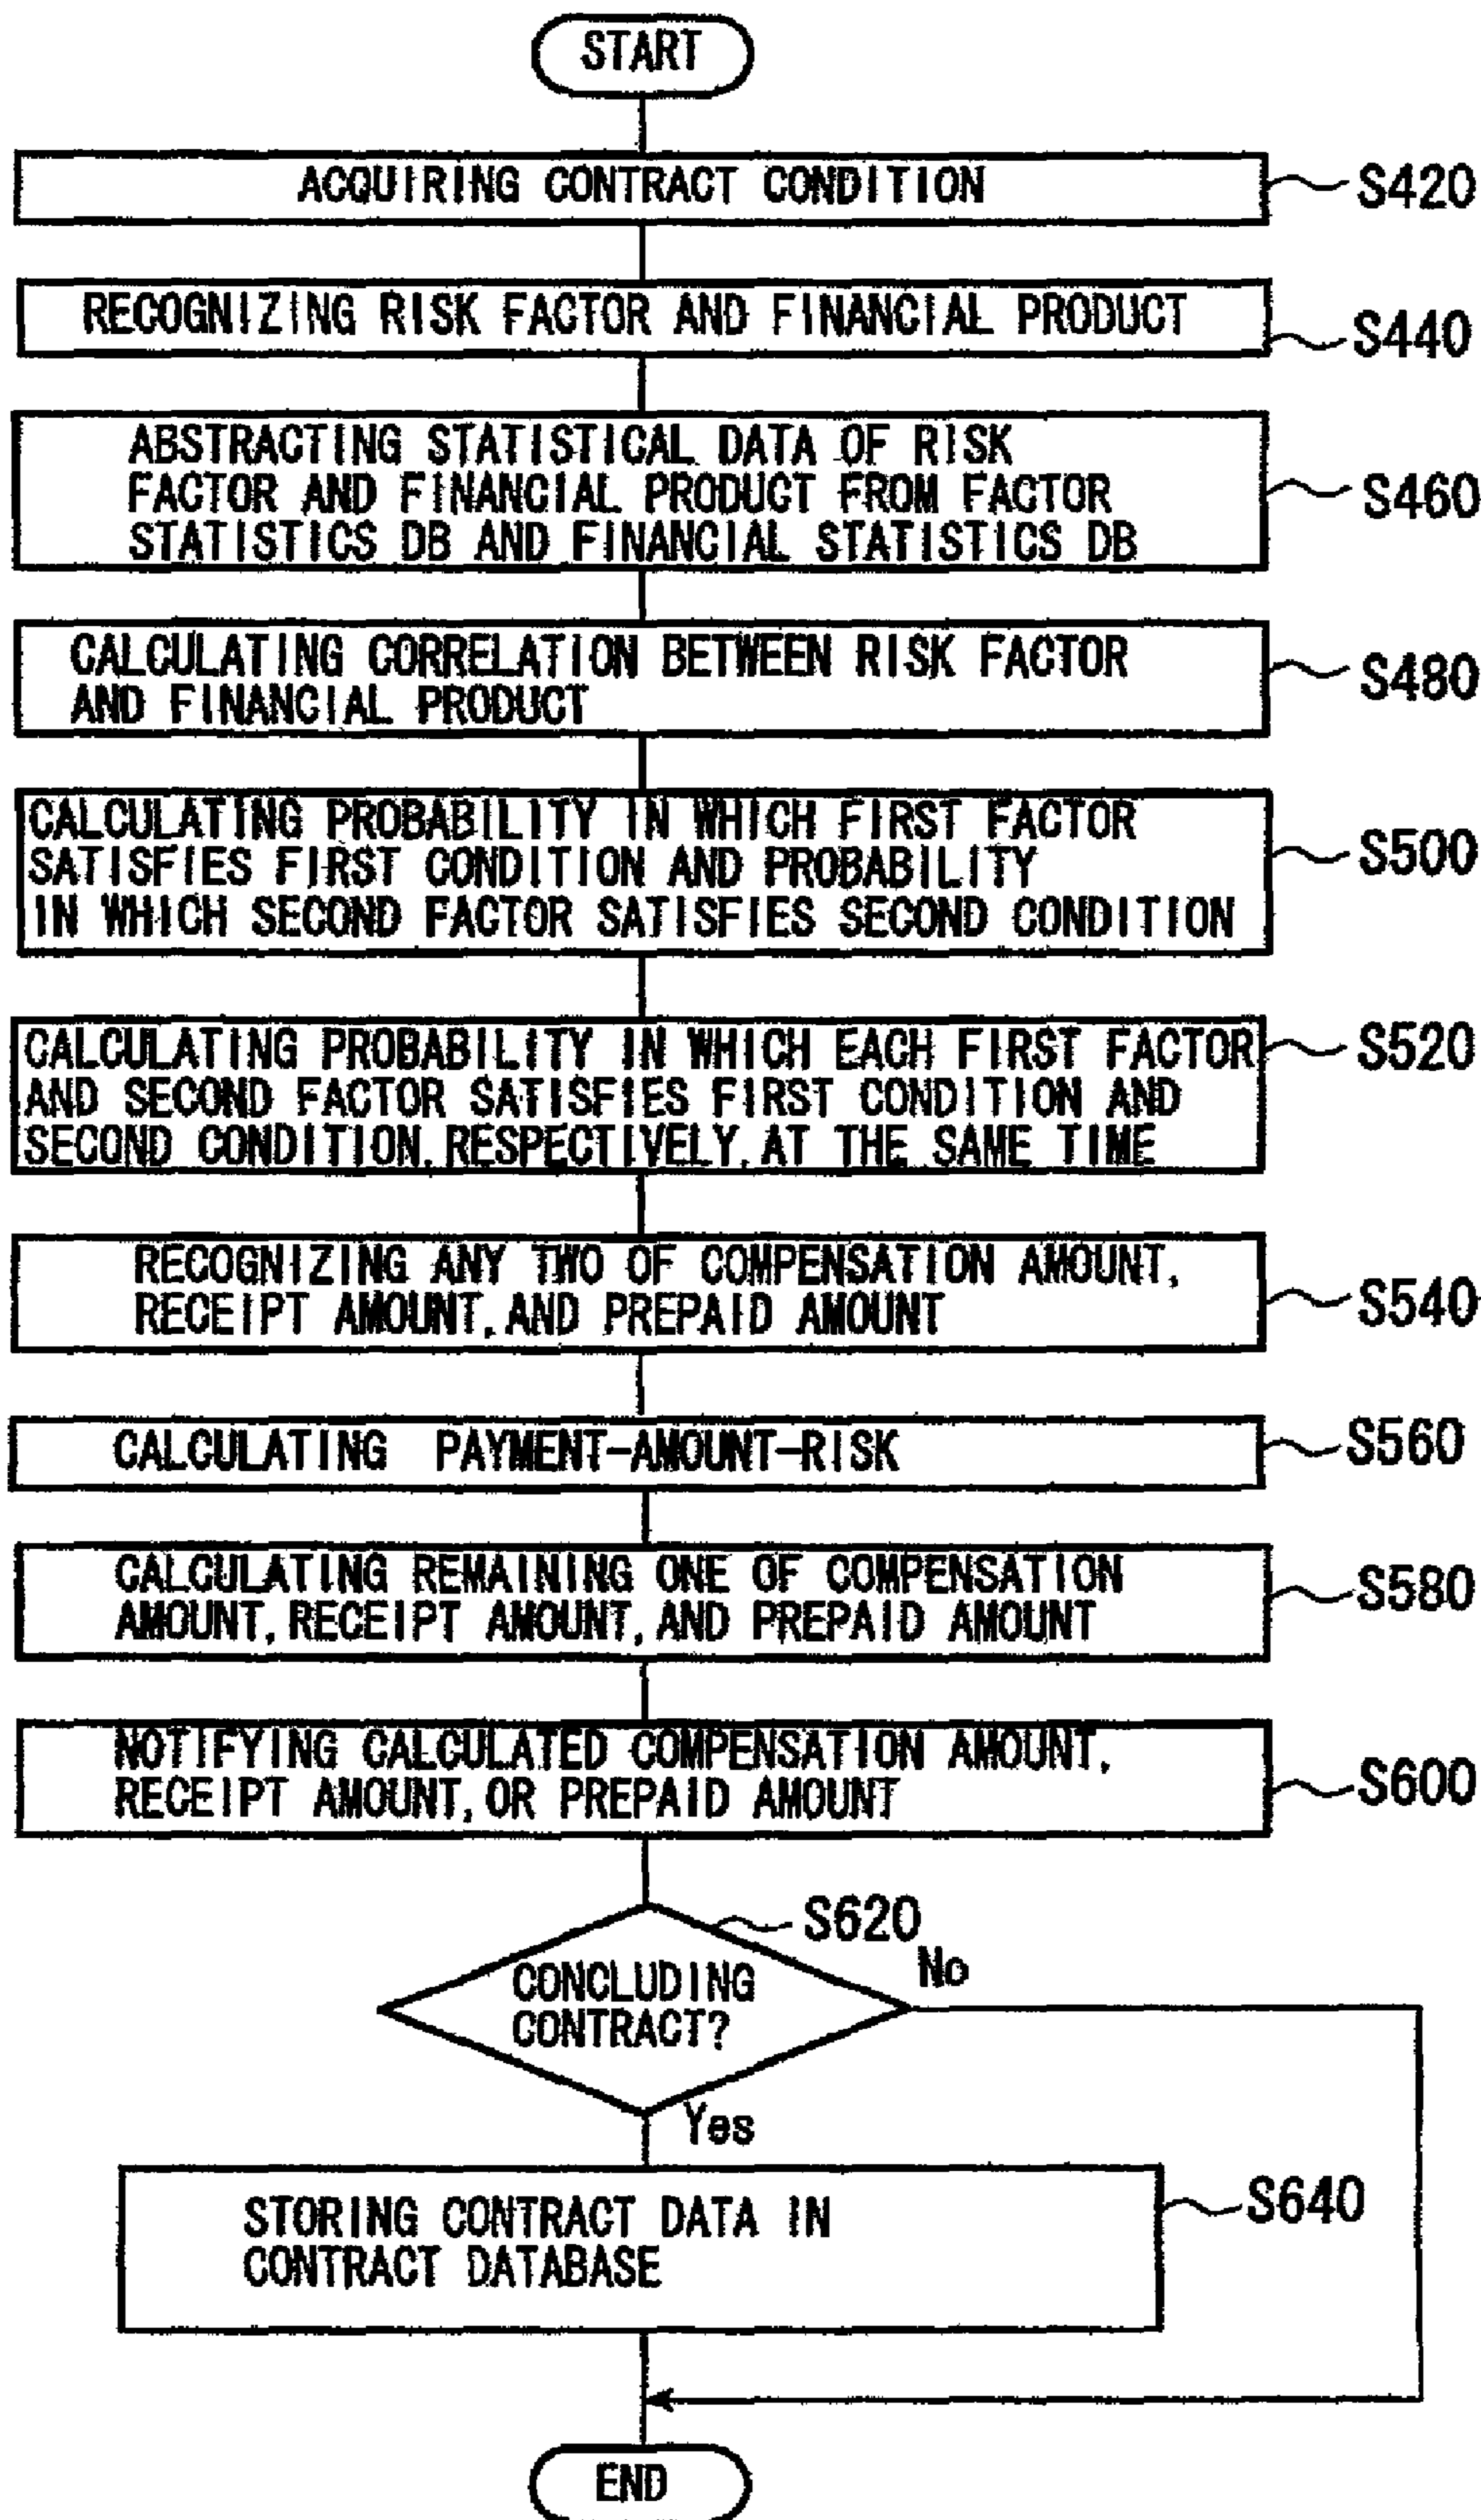 START
ACQUIRING CONTRACT CONDITION
S420
RECOGNIZING RISK FACTOR AND FINANCIAL PRODUCT
S440
ABSTRACTING STATISTICAL DATA OF RISK
FACTOR AND FINANCIAL PRODUCT FROM FACTOR
STATISTICS DB AND FINANCIAL STATISTICS DB
S460
CALCULATING CORRELATION BETWEEN RISK FACTOR
AND FINANCIAL PRODUCT
S480
CALCULATING PROBABILITY IN WHICH FIRST FACTOR
SATISFIES FIRST CONDITION AND PROBABILITY
IN WHICH SECOND FACTOR SATISFIES SECOND CONDITION
S500
CALCULATING PROBABILITY IN WHICH EACH FIRST FACTOR
AND SECOND FACTOR SATISFIES FIRST CONDITION AND
SECOND CONDITION, RESPECTIVELY, AT THE SAME TIME
S520
RECOGNIZING ANY TWO OF COMPENSATION AMOUNT,
RECEIPT AMOUNT, AND PREPAID AMOUNT
S540
CALCULATING PAYMENT-AMOUNT-RISK
S560
CALCULATING REMAINING ONE OF COMPENSATION
AMOUNT, RECEIPT AMOUNT, AND PREPAID AMOUNT
S580
NOTIFYING CALCULATED COMPENSATION AMOUNT,
RECEIPT AMOUNT, OR PREPAID AMOUNT
S600
S620
No
CONCLUDING
CONTRACT?
Yes
STORING CONTRACT DATA IN
CONTRACT DATABASE
S640
END